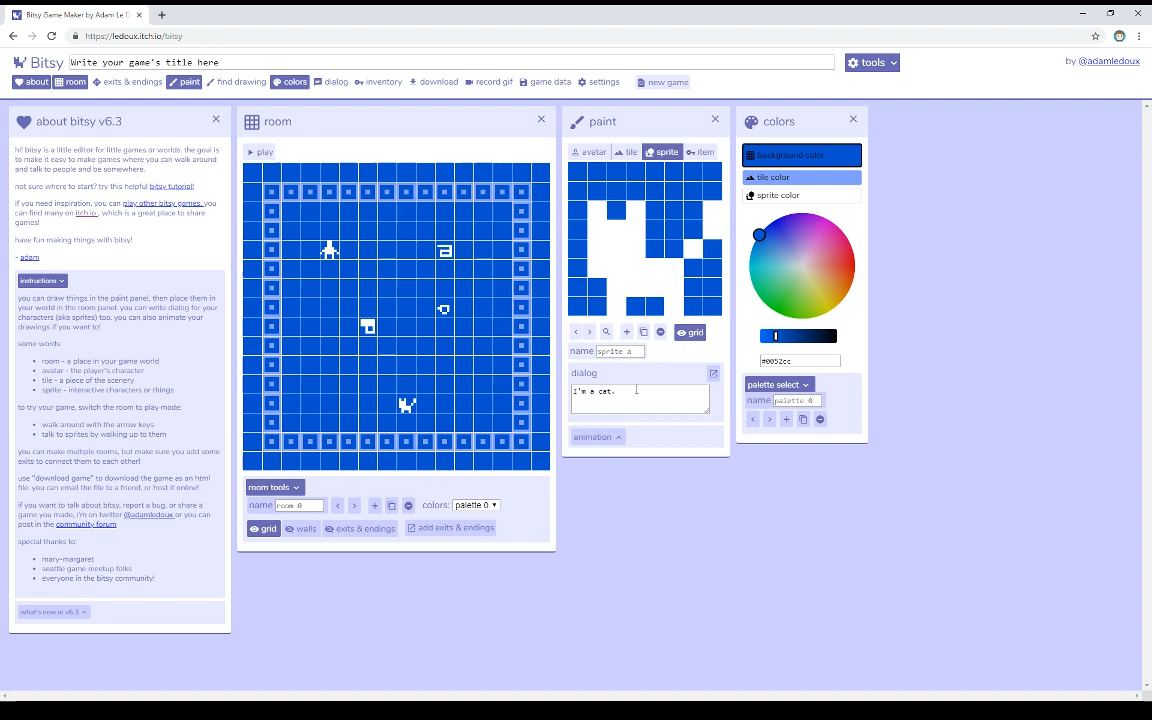 Bitsy Game Maker by Adam Le D
https://ledoux.itch.io/bitsy
Bitsy
Write your game's title here
tools
by @adamledoux
about
room
exits & endings
paint
find drawing
colors
dialog
inventory
download
record gif
game data
settings
new game
about bitsy v6.3
hi! bitsy is a little editor for little games or worlds. the goal is
to make it easy to make games where you can walk around
and talk to people and be somewhere.
not sure where to start? try this helpful bitsy tutorial!
if you need inspiration, you can play other bitsy games. you
can find many on itch.io , which is a great place to share
games!
have fun making things with bitsy!
- adam
instructions
you can draw things in the paint panel, then place them in
your world in the room panel. you can write dialog for your
characters (aka sprites) too. you can also animate your
drawings if you want to!
some words:
room - a place in your game world
avatar - the player's character
tile - a piece of the scenery
sprite - interactive characters or things
to try your game, switch the room to play mode:
walk around with the arrow keys
talk to sprites by walking up to them
you can make multiple rooms, but make sure you add some
exits to connect them to each other!
use "download game" to download the game as an html
file. you can email the file to a friend, or host it online!
if you want to talk about bitsy, report a bug, or share a
game you made, i'm on twitter @adamledoux or you can
post in the community forum
special thanks to:
mary-margaret
seattle game meetup folks
everyone in the bitsy community!
what's new in v6.3
room
play
room tools
name room 0
colors: palette 0
grid
walls
exits & endings
add exits & endings
paint
avatar
tile
sprite
item
grid
name sprite a
dialog
I'm a cat.
animation
colors
background color
tile color
sprite color
#0052cc
palette select
name palette 0